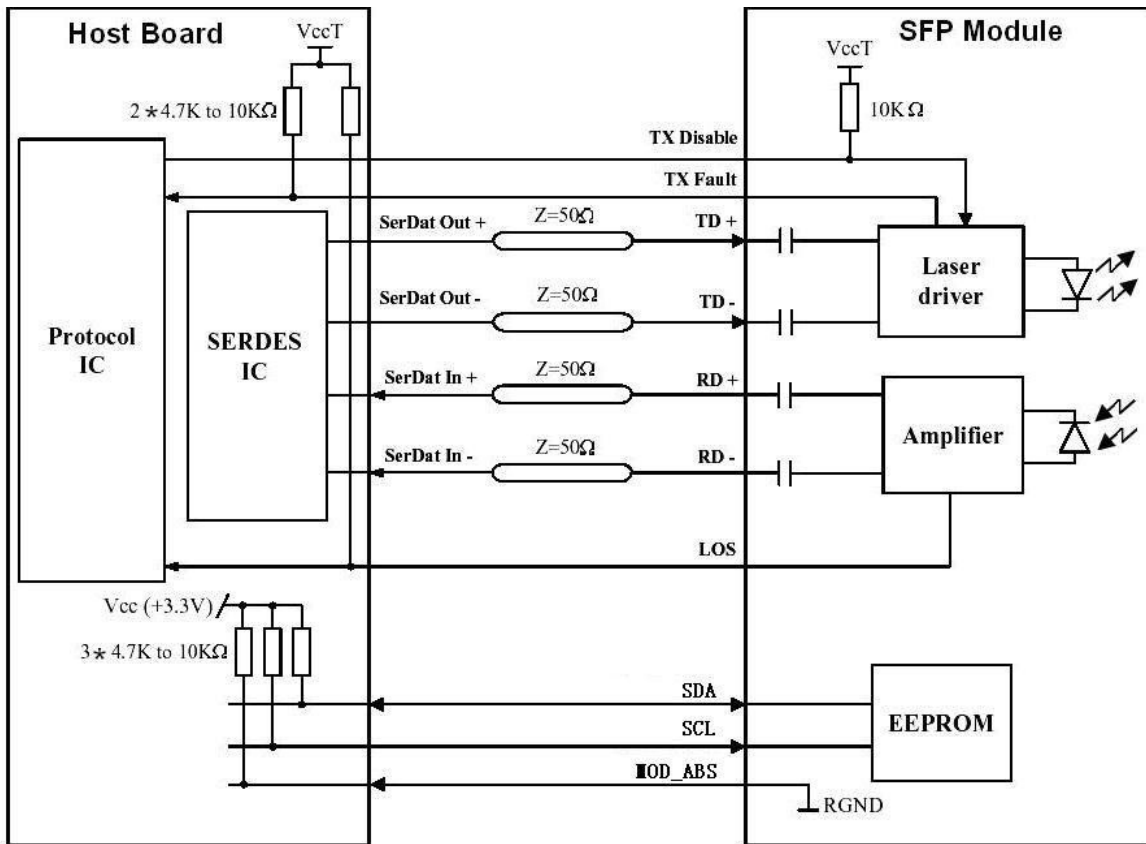 Host Board
SFP Module
VccT
VccT
2*4.7K to 10KΩ
10KΩ
TX Disable
TX Fault
SerDat Out +
Z=50Ω
TD +
Laser
driver
SerDat Out -
Z=50Ω
TD -
Protocol
IC
SERDES
IC
SerDat In +
Z=50Ω
RD +
Amplifier
SerDat In -
Z=50Ω
RD -
LOS
Vcc (+3.3V)
3* 4.7K to 10KΩ
SDA
SCL
EEPROM
MOD_ABS
RGND